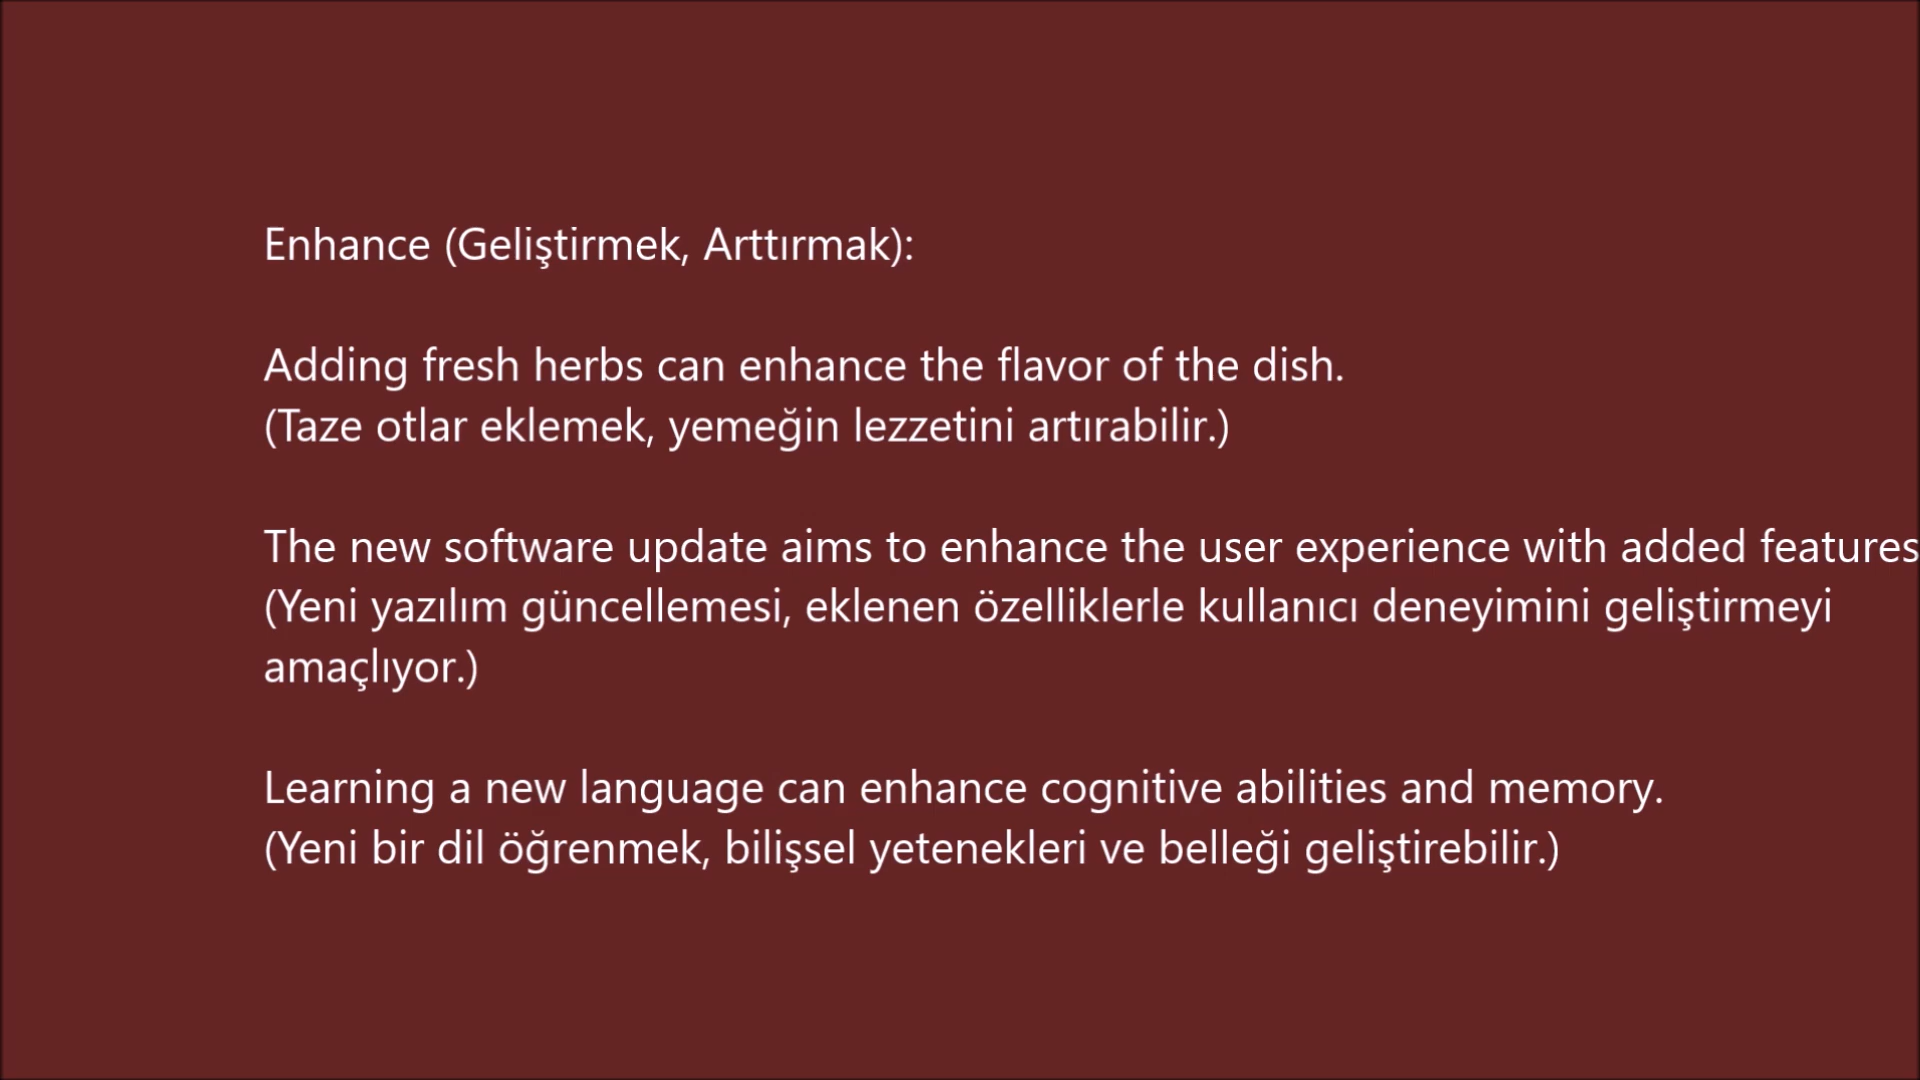 Enhance (Geliştirmek, Arttırmak):
Adding fresh herbs can enhance the flavor of the dish.
(Taze otlar eklemek, yemeğin lezzetini artırabilir.)
The new software update aims to enhance the user experience with added features
(Yeni yazılım güncellemesi, eklenen özelliklerle kullanıcı deneyimini geliştirmeyi
amaçlıyor.)
Learning a new language can enhance cognitive abilities and memory.
(Yeni bir dil öğrenmek, bilişsel yetenekleri ve belleği geliştirebilir.)